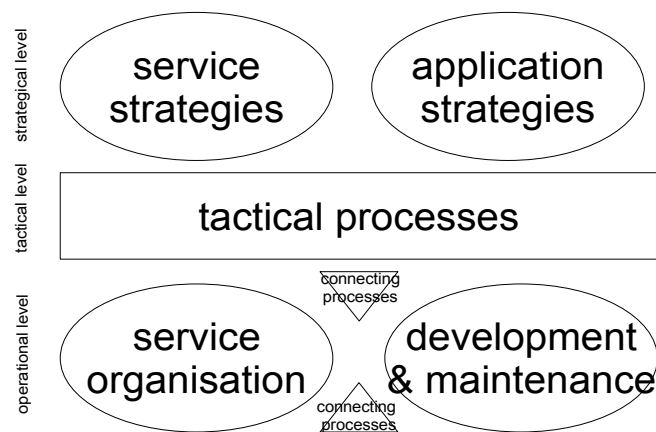 strategical level
service
strategies
application
strategies
tactical level
tactical processes
operational level
connecting
processes
service
organisation
development
& maintenance
connecting
processes